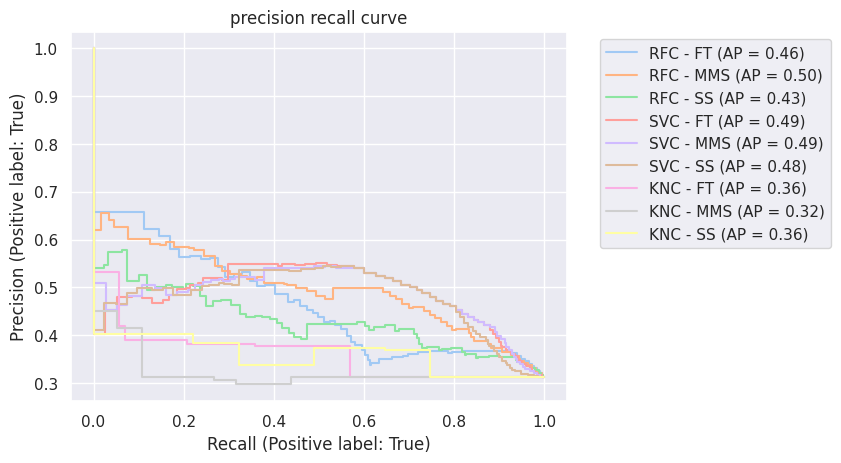 precision recall curve
Precision (Positive label: True)
1.0
0.9
0.8
0.7
0.6
0.5
0.4
0.3
0.0 0.2 0.4 0.6 0.8 1.0
Recall (Positive label: True)
RFC - FT (AP = 0.46)
RFC - MMS (AP = 0.50)
RFC - SS (AP = 0.43)
SVC - FT (AP = 0.49)
SVC - MMS (AP = 0.49)
SVC - SS (AP = 0.48)
KNC - FT (AP = 0.36)
KNC - MMS (AP = 0.32)
KNC - SS (AP = 0.36)